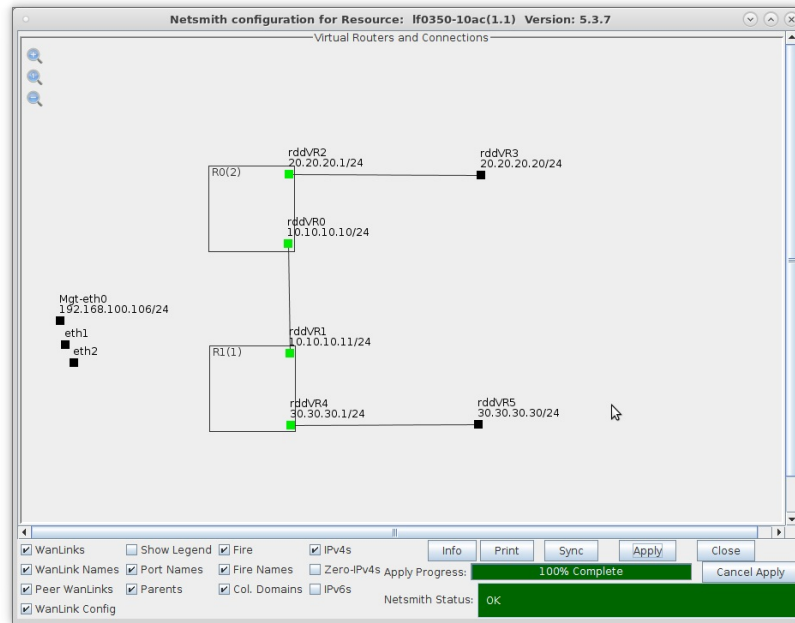 Netsmith configuration for Resource: lf0350-10ac(1.1) Version: 5.3.7
Virtual Routers and Connections
rddVR2
20.20.20.1/24
rddVR3
20.20.20.20/24
R0(2)
rddVR0
10.10.10.10/24
Mgt-eth0
192.168.100.106/24
eth1
eth2
rddVR1
10.10.10.11/24
R1(1)
rddVR4
30.30.30.1/24
rddVR5
30.30.30.30/24
WanLinks Show Legend Fire IPv4s Info Print Sync Apply Close
WanLink Names Port Names Fire Names Zero-IPv4s Apply Progress: 100% Complete Cancel Apply
Peer WanLinks Parents Col. Domains IPv6s Netsmith Status: OK
WanLink Config